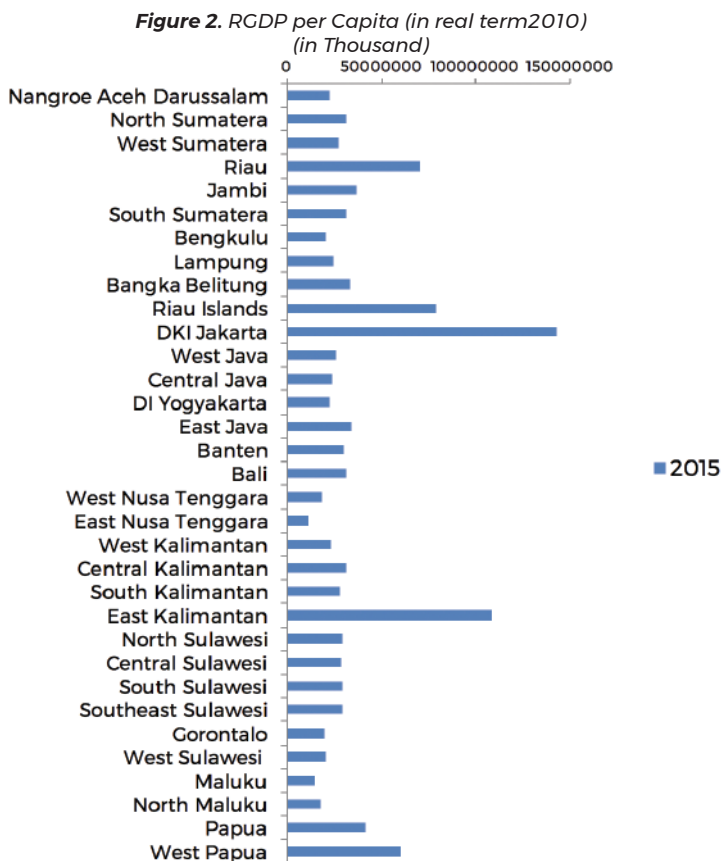 Figure 2. RGDP per Capita (in real term2010)
(in Thousand)
0 50000000 100000000 150000000
Nangroe Aceh Darussalam
North Sumatera
West Sumatera
Riau
Jambi
South Sumatera
Bengkulu
Lampung
Bangka Belitung
Riau Islands
DKI Jakarta
West Java
Central Java
DI Yogyakarta
East Java
Banten
Bali
West Nusa Tenggara
East Nusa Tenggara
West Kalimantan
Central Kalimantan
South Kalimantan
East Kalimantan
North Sulawesi
Central Sulawesi
South Sulawesi
Southeast Sulawesi
Gorontalo
West Sulawesi
Maluku
North Maluku
Papua
West Papua
2015